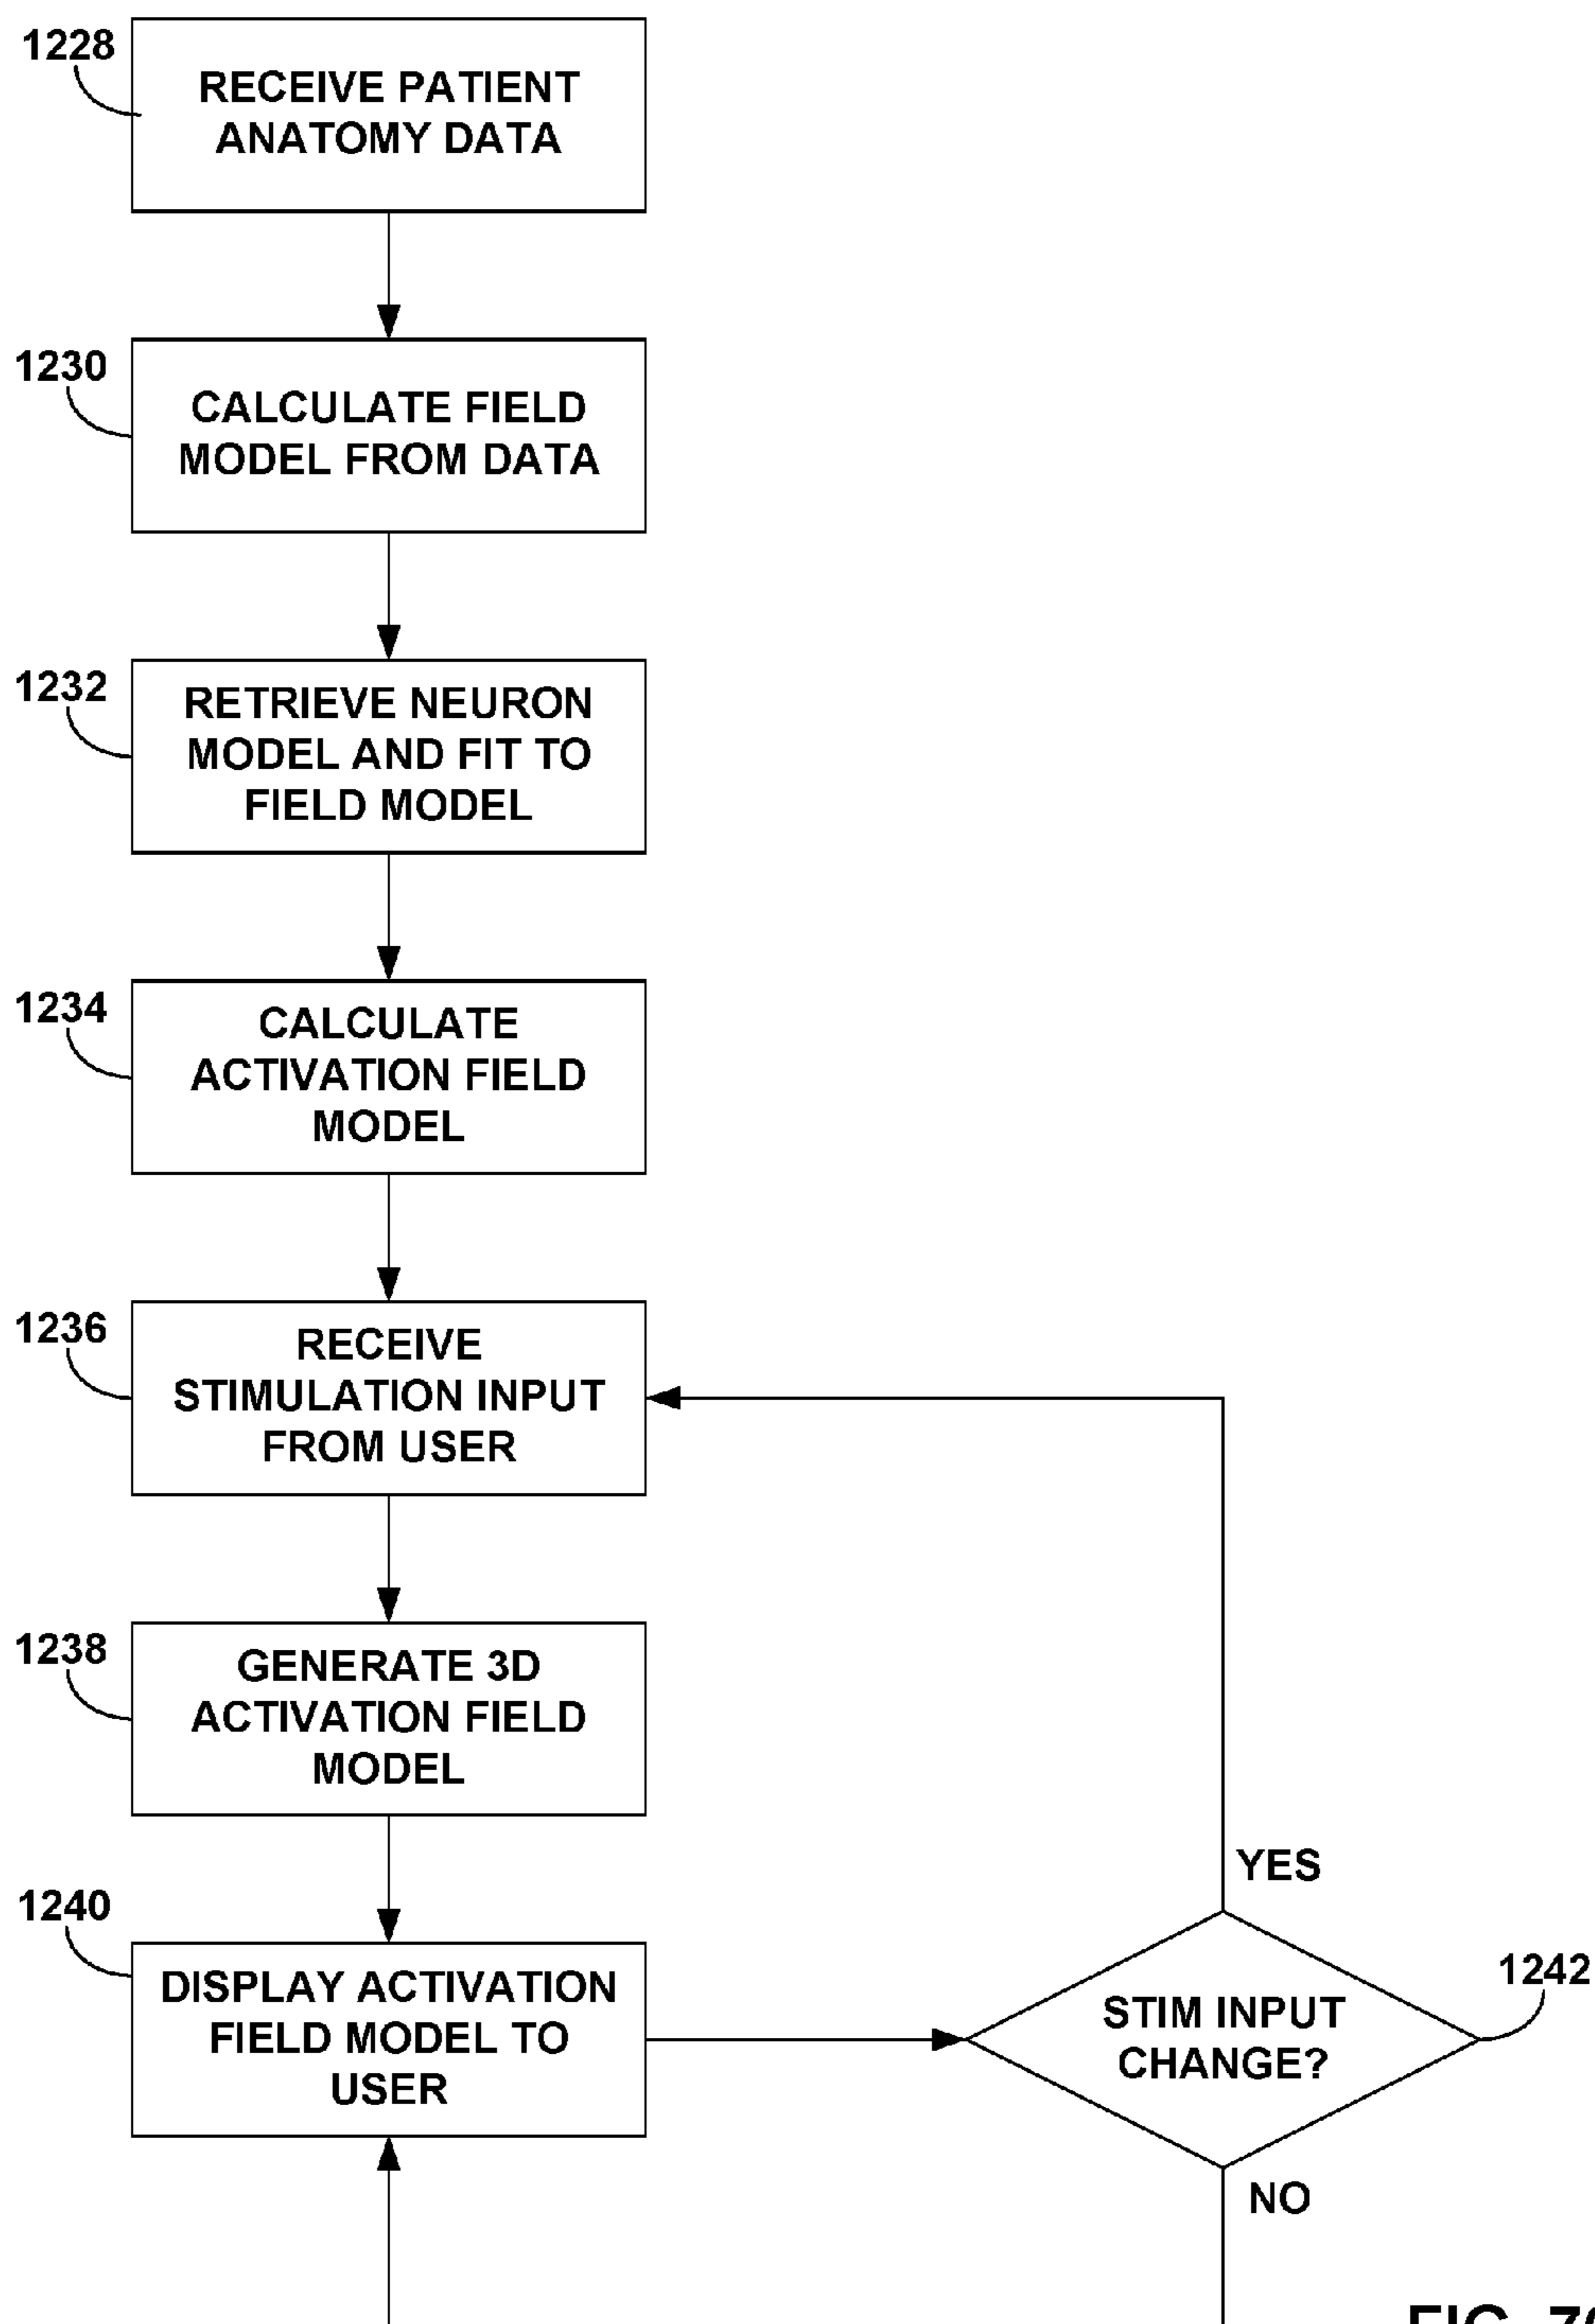 1228
RECEIVE PATIENT
ANATOMY DATA
1230
CALCULATE FIELD
MODEL FROM DATA
1232
RETRIEVE NEURON
MODEL AND FIT TO
FIELD MODEL
1234
CALCULATE
ACTIVATION FIELD
MODEL
1236
RECEIVE
STIMULATION INPUT
FROM USER
1238
GENERATE 3D
ACTIVATION FIELD
MODEL
YES
1240
DISPLAY ACTIVATION
FIELD MODEL TO
USER
1242
STIM INPUT
CHANGE?
NO
FIG.